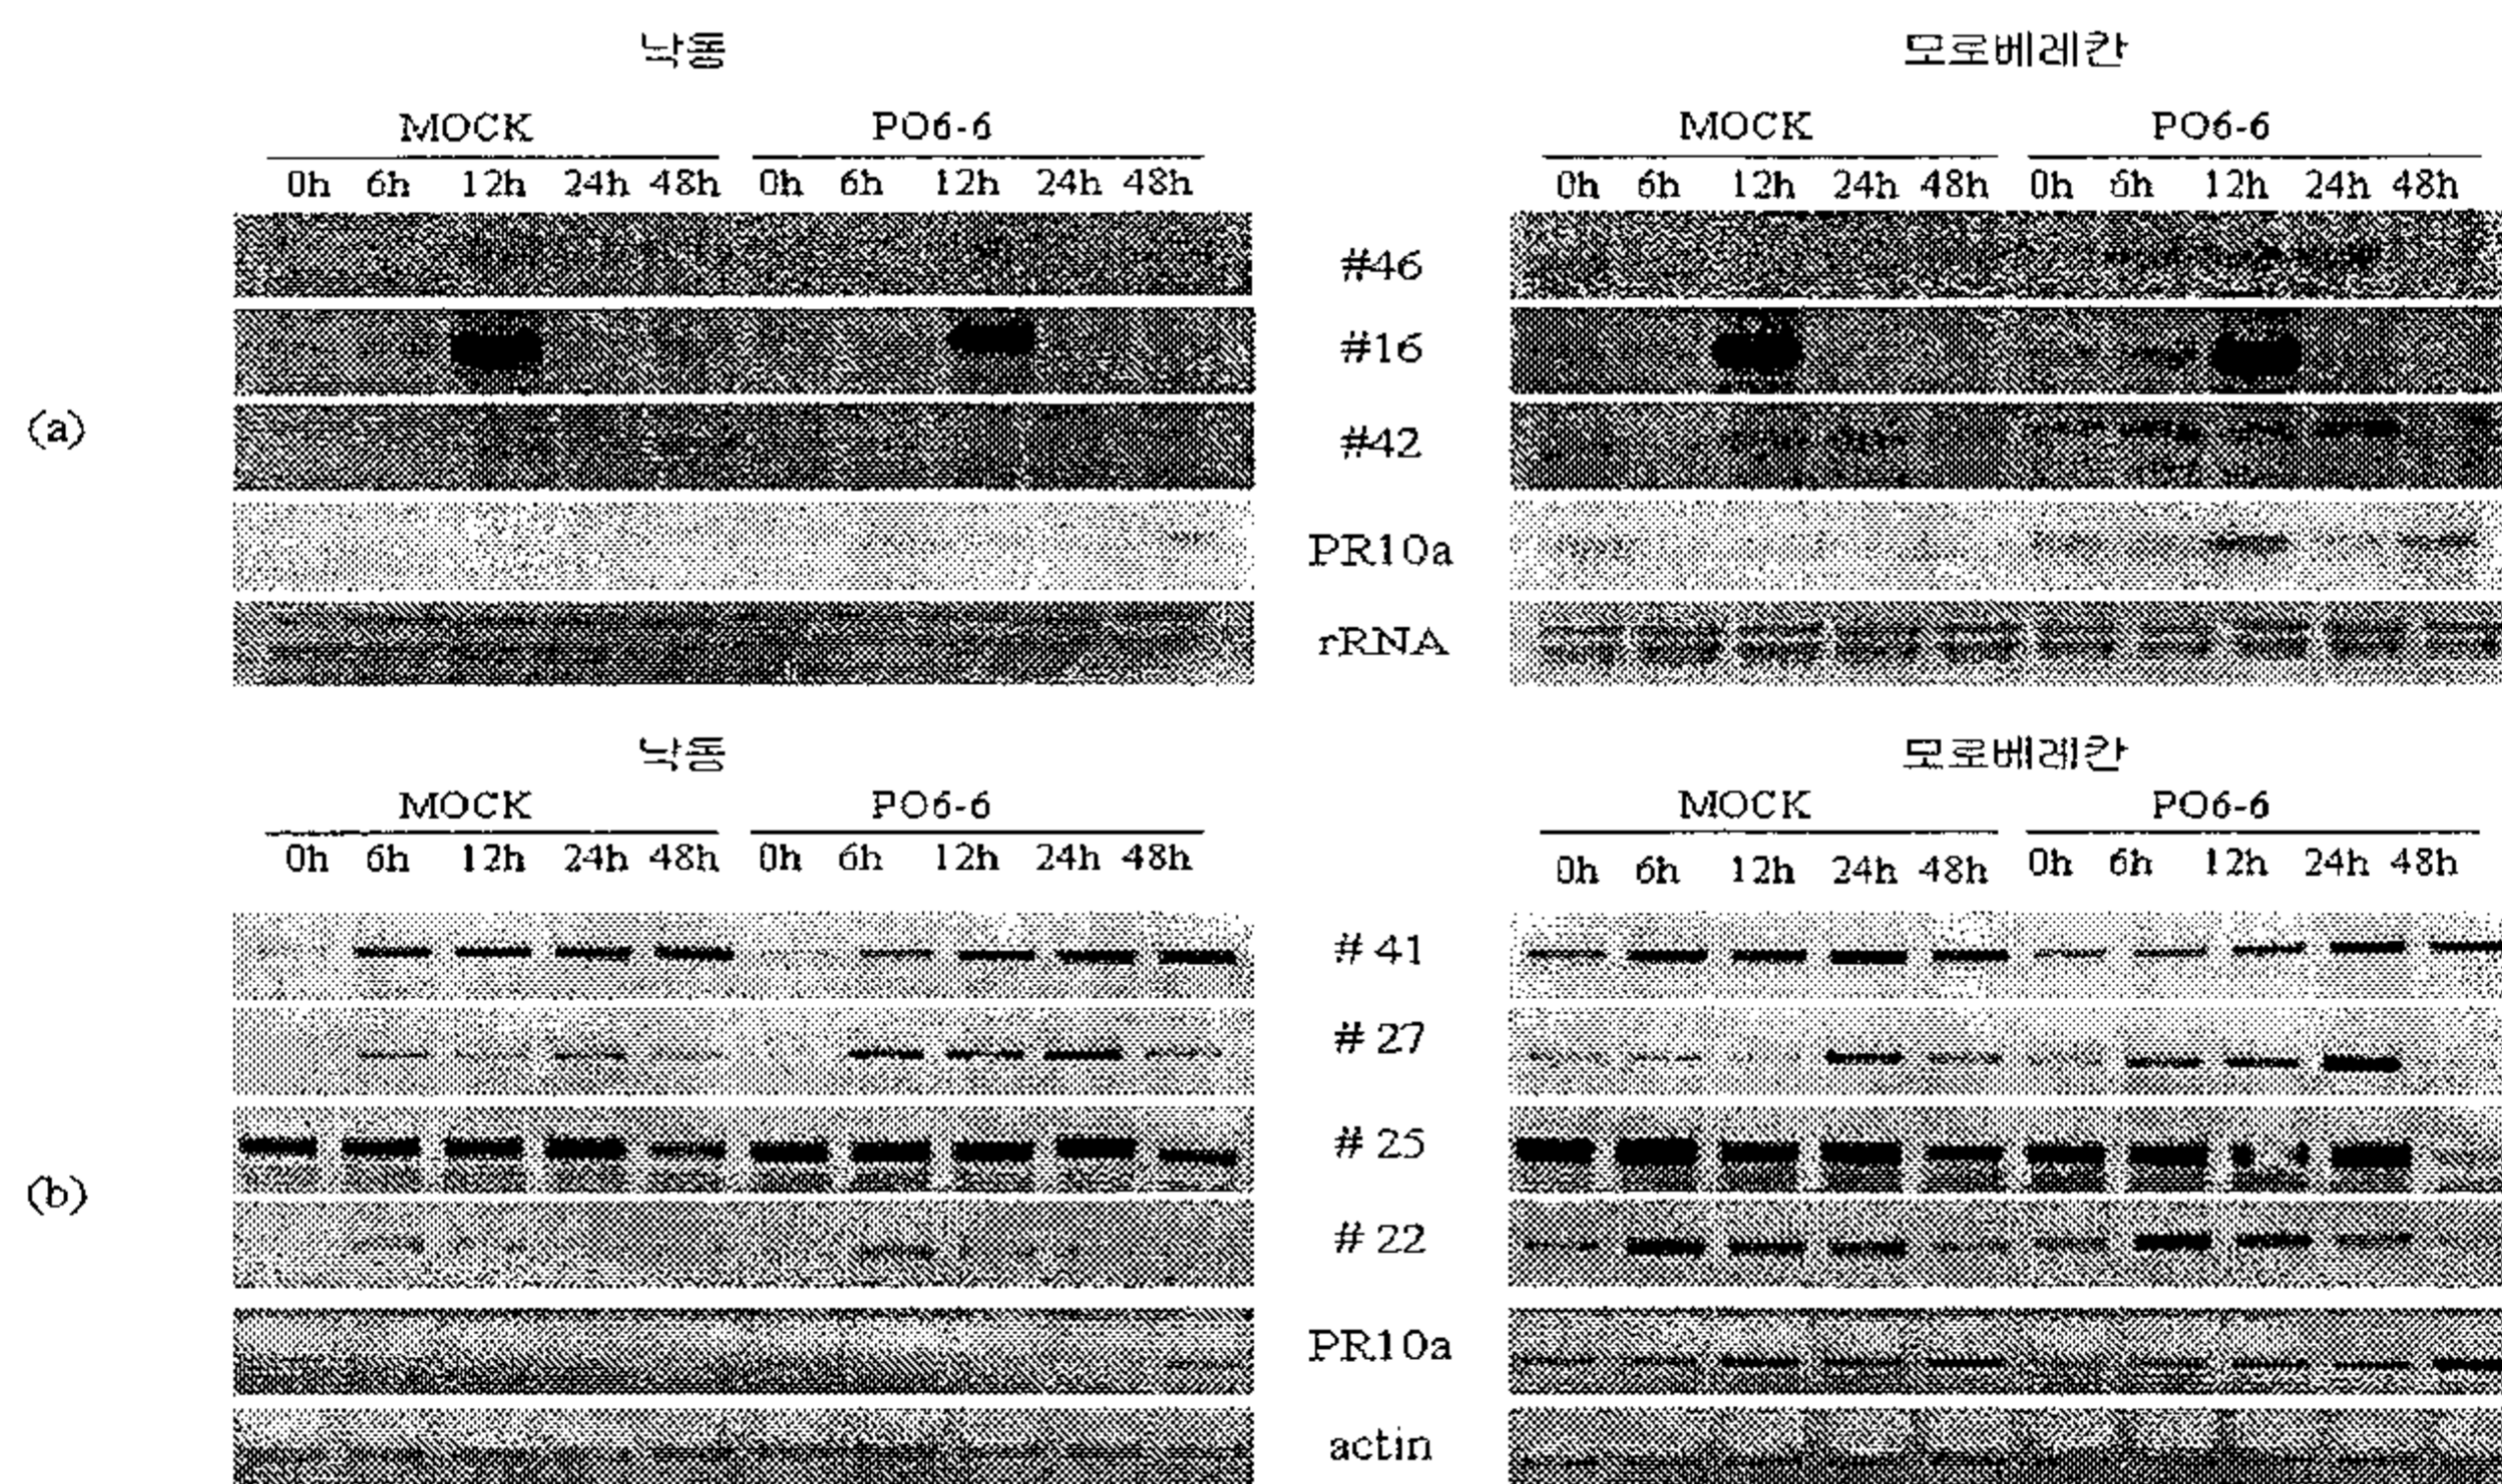 낙동 모로베레칸
MOCK PO6-6 MOCK PO6-6
0h 6h 12h 24h 48h 0h 6h 12h 24h 48h 0h 6h 12h 24h 48h 0h 6h 12h 24h 48h
#46
#16
(a)
#42
PR10a
rRNA
낙동 모로베레칸
MOCK PO6-6 MOCK PO6-6
0h 6h 12h 24h 48h 0h 6h 12h 24h 48h 0h 6h 12h 24h 48h 0h 6h 12h 24h 48h
# 41
# 27
# 25
(b)
# 22
PR10a
actin